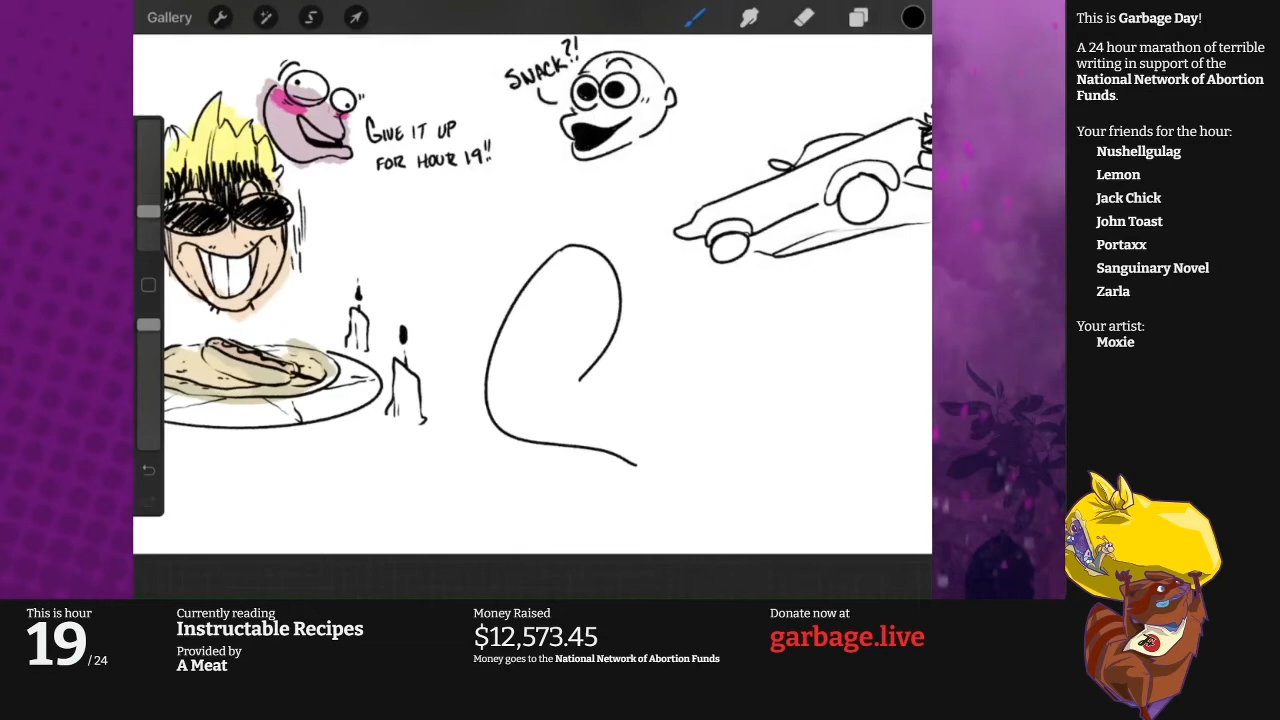 Gallery
SNACK?!
GIVE IT UP
FOR HOUR 19!!
This is Garbage Day!
A 24 hour marathon of terrible
writing in support of the
National Network of Abortion
Funds.
Your friends for the hour:
Nushellgulag
Lemon
Jack Chick
John Toast
Portaxx
Sanguinary Novel
Zarla
Your artist:
Moxie
This is hour
19 / 24
Currently reading
Instructable Recipes
Provided by
A Meat
Money Raised
$12,573.45
Money goes to the National Network of Abortion Funds
Donate now at
garbage.live